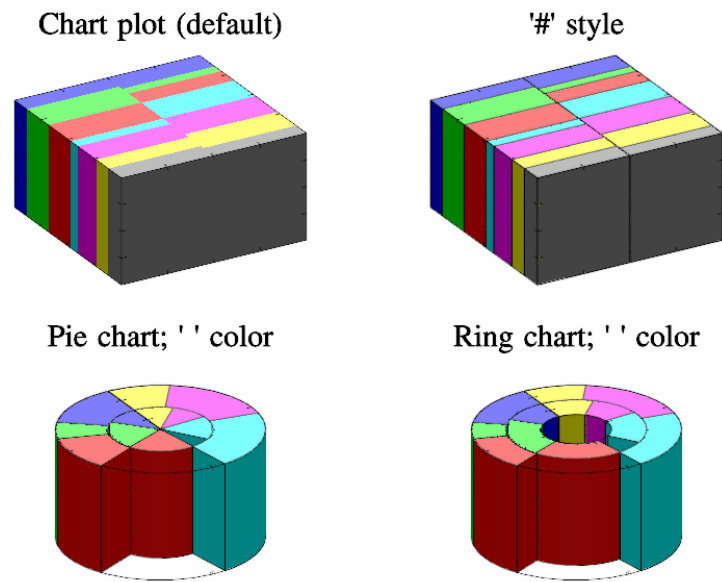 Chart plot (default)
'#' style
Pie chart; ' ' color
Ring chart; ' ' color